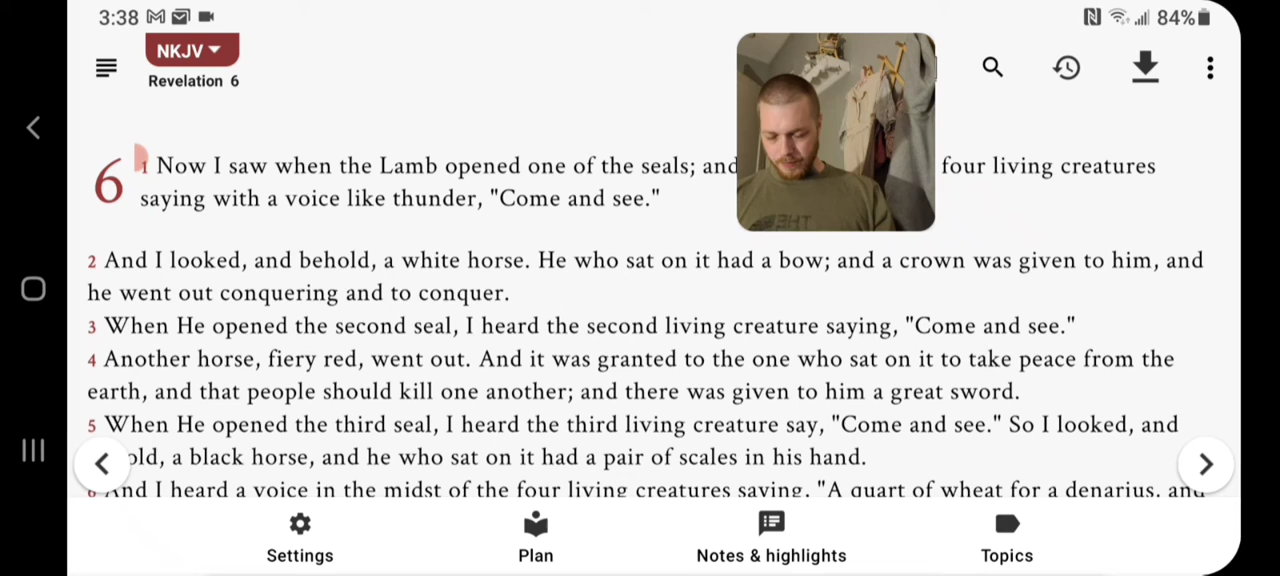 3:38 84%
NKJV
Revelation 6
6 1 Now I saw when the Lamb opened one of the seals; and four living creatures
saying with a voice like thunder, "Come and see."
2 And I looked, and behold, a white horse. He who sat on it had a bow; and a crown was given to him, and
he went out conquering and to conquer.
3 When He opened the second seal, I heard the second living creature saying, "Come and see."
4 Another horse, fiery red, went out. And it was granted to the one who sat on it to take peace from the
earth, and that people should kill one another; and there was given to him a great sword.
5 When He opened the third seal, I heard the third living creature say, "Come and see." So I looked, and
old, a black horse, and he who sat on it had a pair of scales in his hand.
6 And I heard a voice in the midst of the four living creatures saying, "A quart of wheat for a denarius, and
Settings Plan Notes & highlights Topics